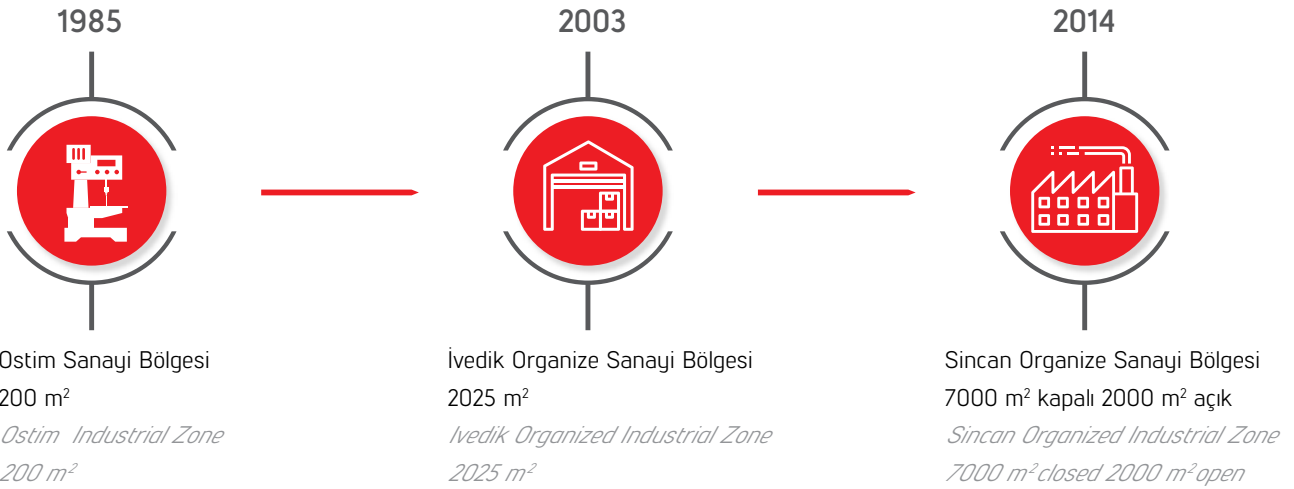 1985
Ostim Sanayi Bölgesi
200 m²
Ostim Industrial Zone
200 m²
2003
İvedik Organize Sanayi Bölgesi
2025 m²
Ivedik Organized Industrial Zone
2025 m²
2014
Sincan Organize Sanayi Bölgesi
7000 m² kapalı 2000 m² açık
Sincan Organized Industrial Zone
7000 m² closed 2000 m² open